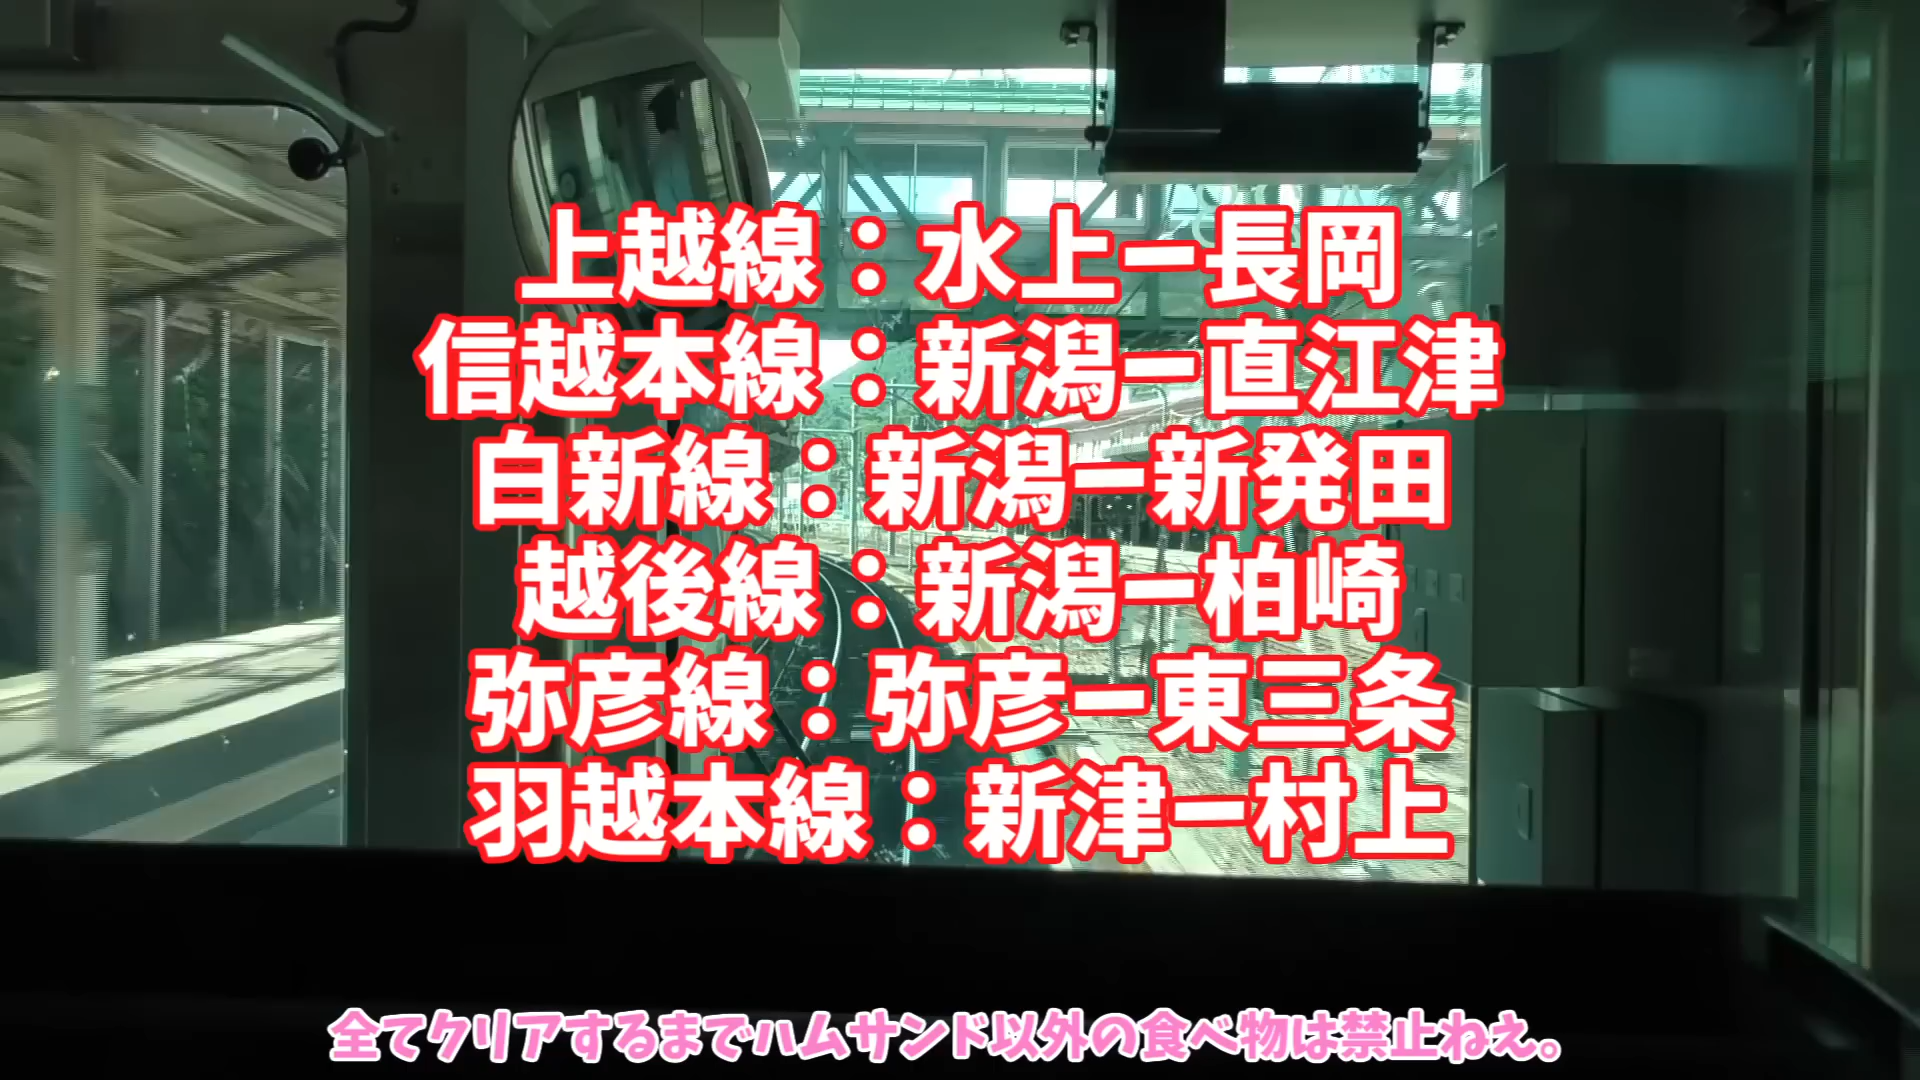 上越線：水上ー長岡
信越本線：新潟ー直江津
白新線：新潟ー新発田
越後線：新潟ー柏崎
弥彦線：弥彦ー東三条
羽越本線：新津ー村上
全てクリアするまでハムサンド以外の食べ物は禁止ねえ。